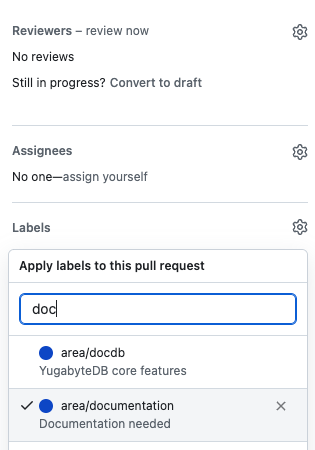 Reviewers – review now
No reviews
Still in progress? Convert to draft
Assignees
No one—assign yourself
Labels
Apply labels to this pull request
doc
area/docdb
YugabyteDB core features
area/documentation
Documentation needed